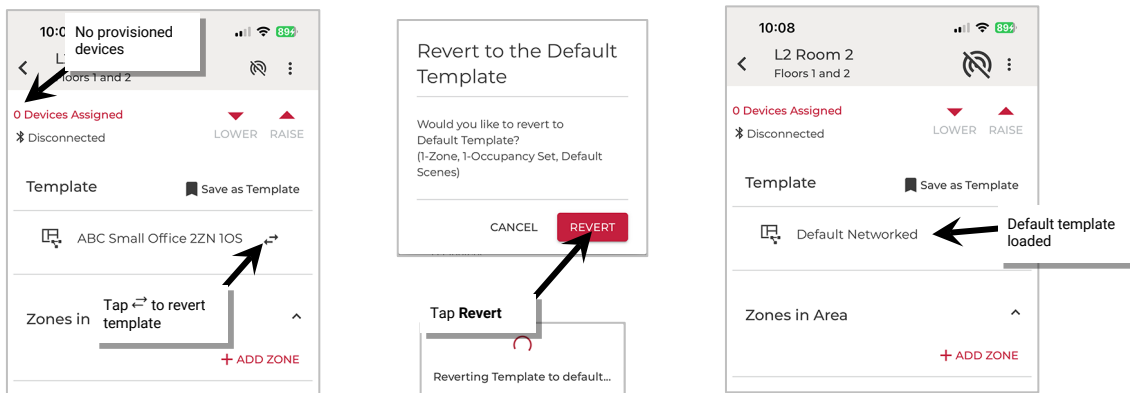 10:0
No provisioned
devices
89
L
Floors 1 and 2
0 Devices Assigned
Disconnected
LOWER RAISE
Template
Save as Template
ABC Small Office 2ZN 1OS
Tap ⇄ to revert
template
Zones in
+ ADD ZONE
Revert to the Default
Template
Would you like to revert to
Default Template?
(1-Zone, 1-Occupancy Set, Default
Scenes)
CANCEL REVERT
Tap Revert
Reverting Template to default...
10:08
89
L2 Room 2
Floors 1 and 2
0 Devices Assigned
Disconnected
LOWER RAISE
Template
Save as Template
Default Networked
Default template
loaded
Zones in Area
+ ADD ZONE